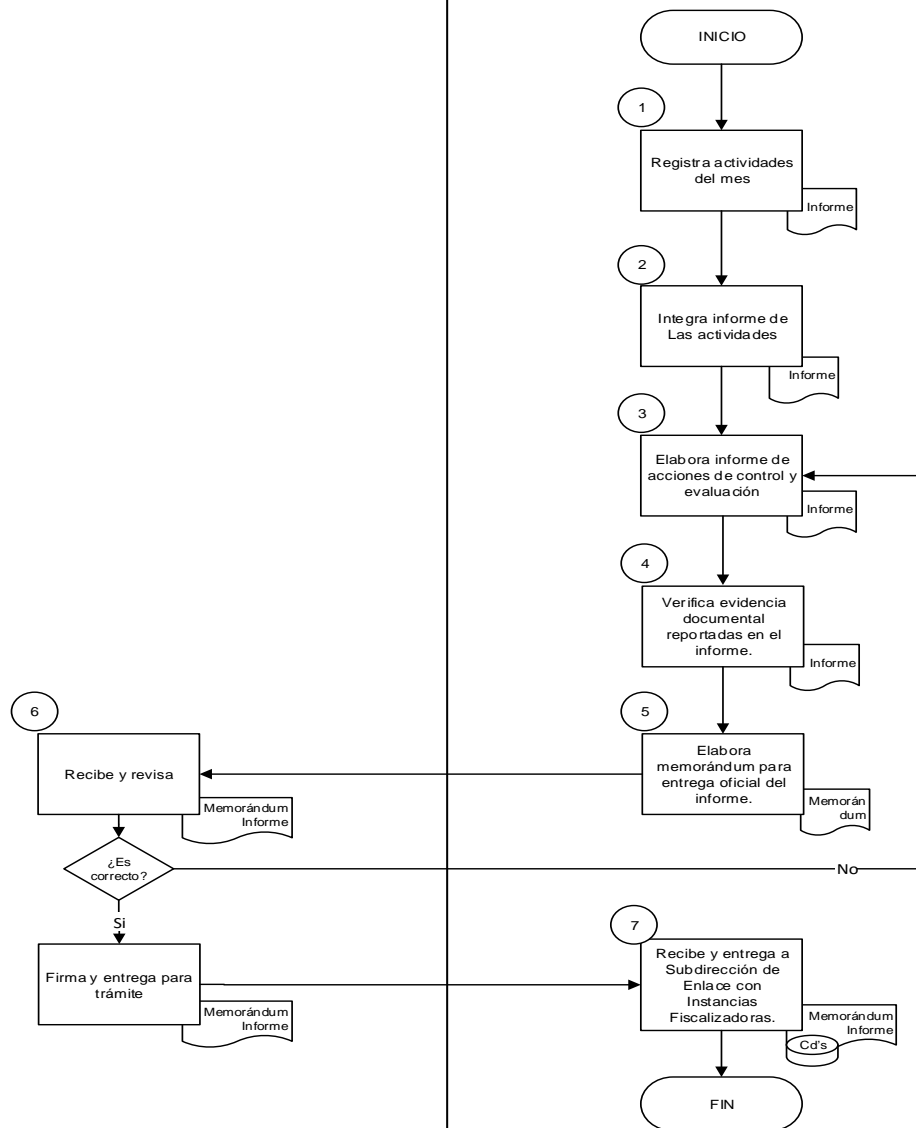 INICIO
1
Registra actividades
del mes
Informe
2
Integra informe de
Las actividades
Informe
3
Elabora informe de
acciones de control y
evaluación
Informe
4
Verifica evidencia
documental
reportadas en el
informe.
Informe
5
Elabora
memorándum para
entrega oficial del
informe.
Memorán
dum
6
Recibe y revisa
Memorándum
Informe
¿Es
correcto?
No
Si
Firma y entrega para
trámite
Memorándum
Informe
7
Recibe y entrega a
Subdirección de
Enlace con
Instancias
Fiscalizadoras.
Memorándum
Informe
Cd's
FIN